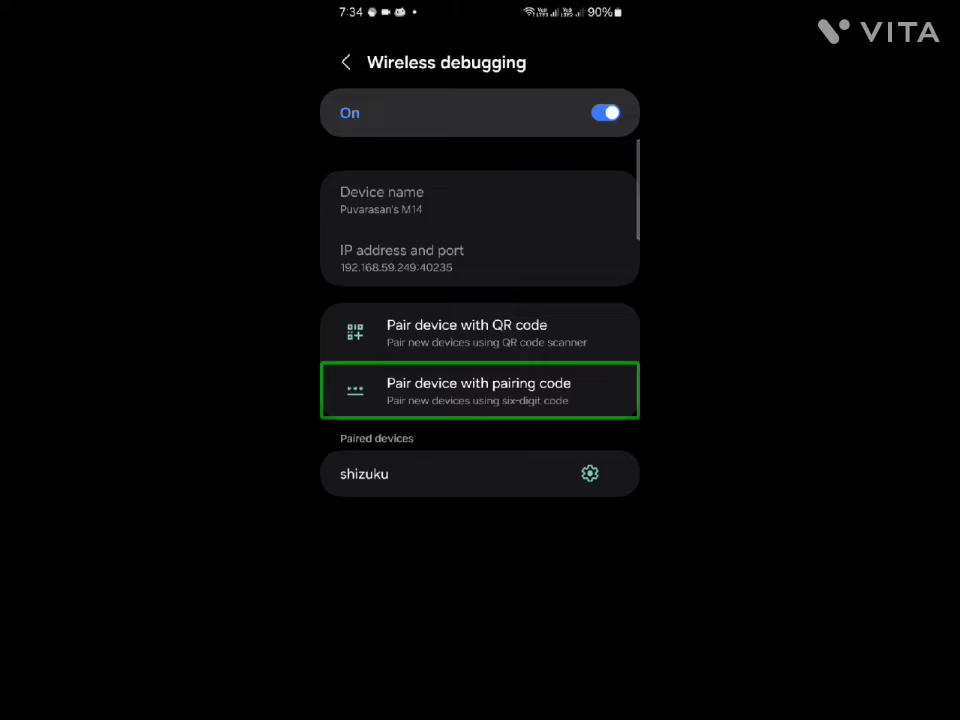 7:34
90%
VITA
Wireless debugging
On
Device name
Puvarasan's M14
IP address and port
192.168.59.249:40235
Pair device with QR code
Pair new devices using QR code scanner
Pair device with pairing code
Pair new devices using six-digit code
Paired devices
shizuku